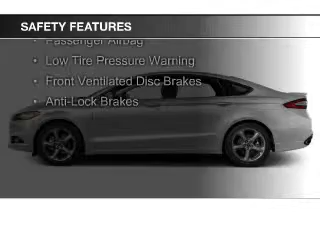 SAFETY FEATURES
• Passenger Airbag
• Low Tire Pressure Warning
• Front Ventilated Disc Brakes
• Anti-Lock Brakes